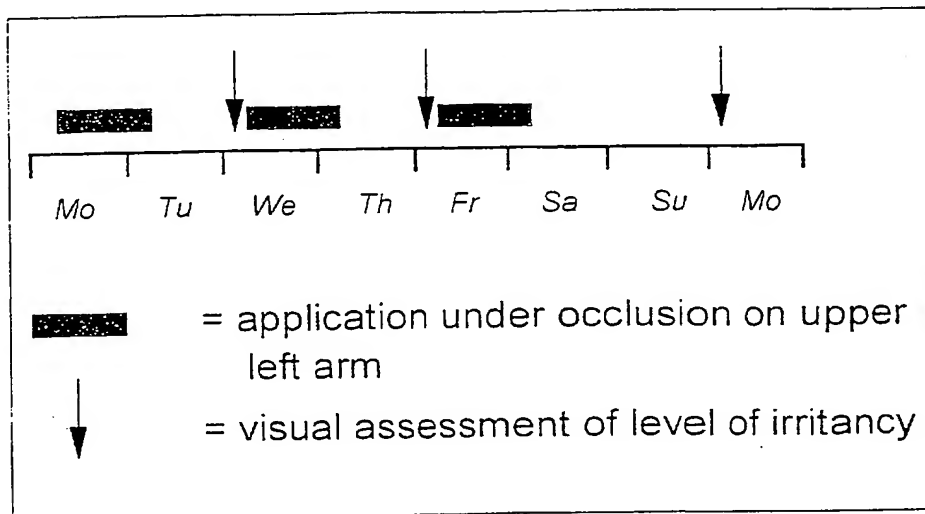 Mo Tu We Th Fr Sa Su Mo
= application under occlusion on upper
left arm
= visual assessment of level of irritancy